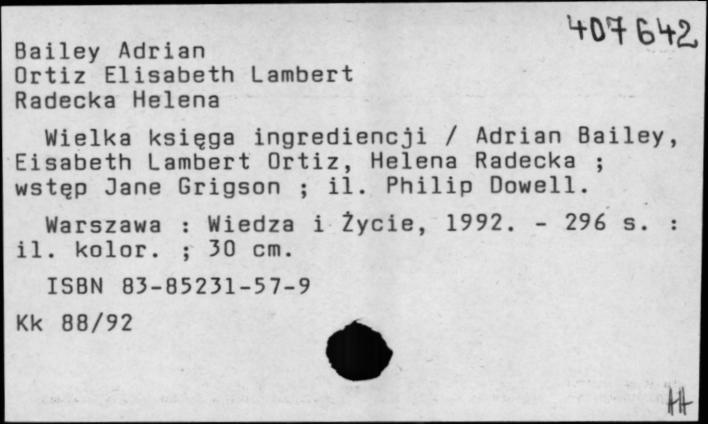 407642
Bailey Adrian
Ortiz Elisabeth Lambert
Radecka Helena
Wielka księga ingrediencji / Adrian Bailey,
Eisabeth Lambert Ortiz, Helena Radecka ;
wstęp Jane Grigson ; il. Philip Dowell.
Warszawa : Wiedza i Życie, 1992. - 296 s. :
il. kolor. ; 30 cm.
ISBN 83-85231-57-9
Kk 88/92